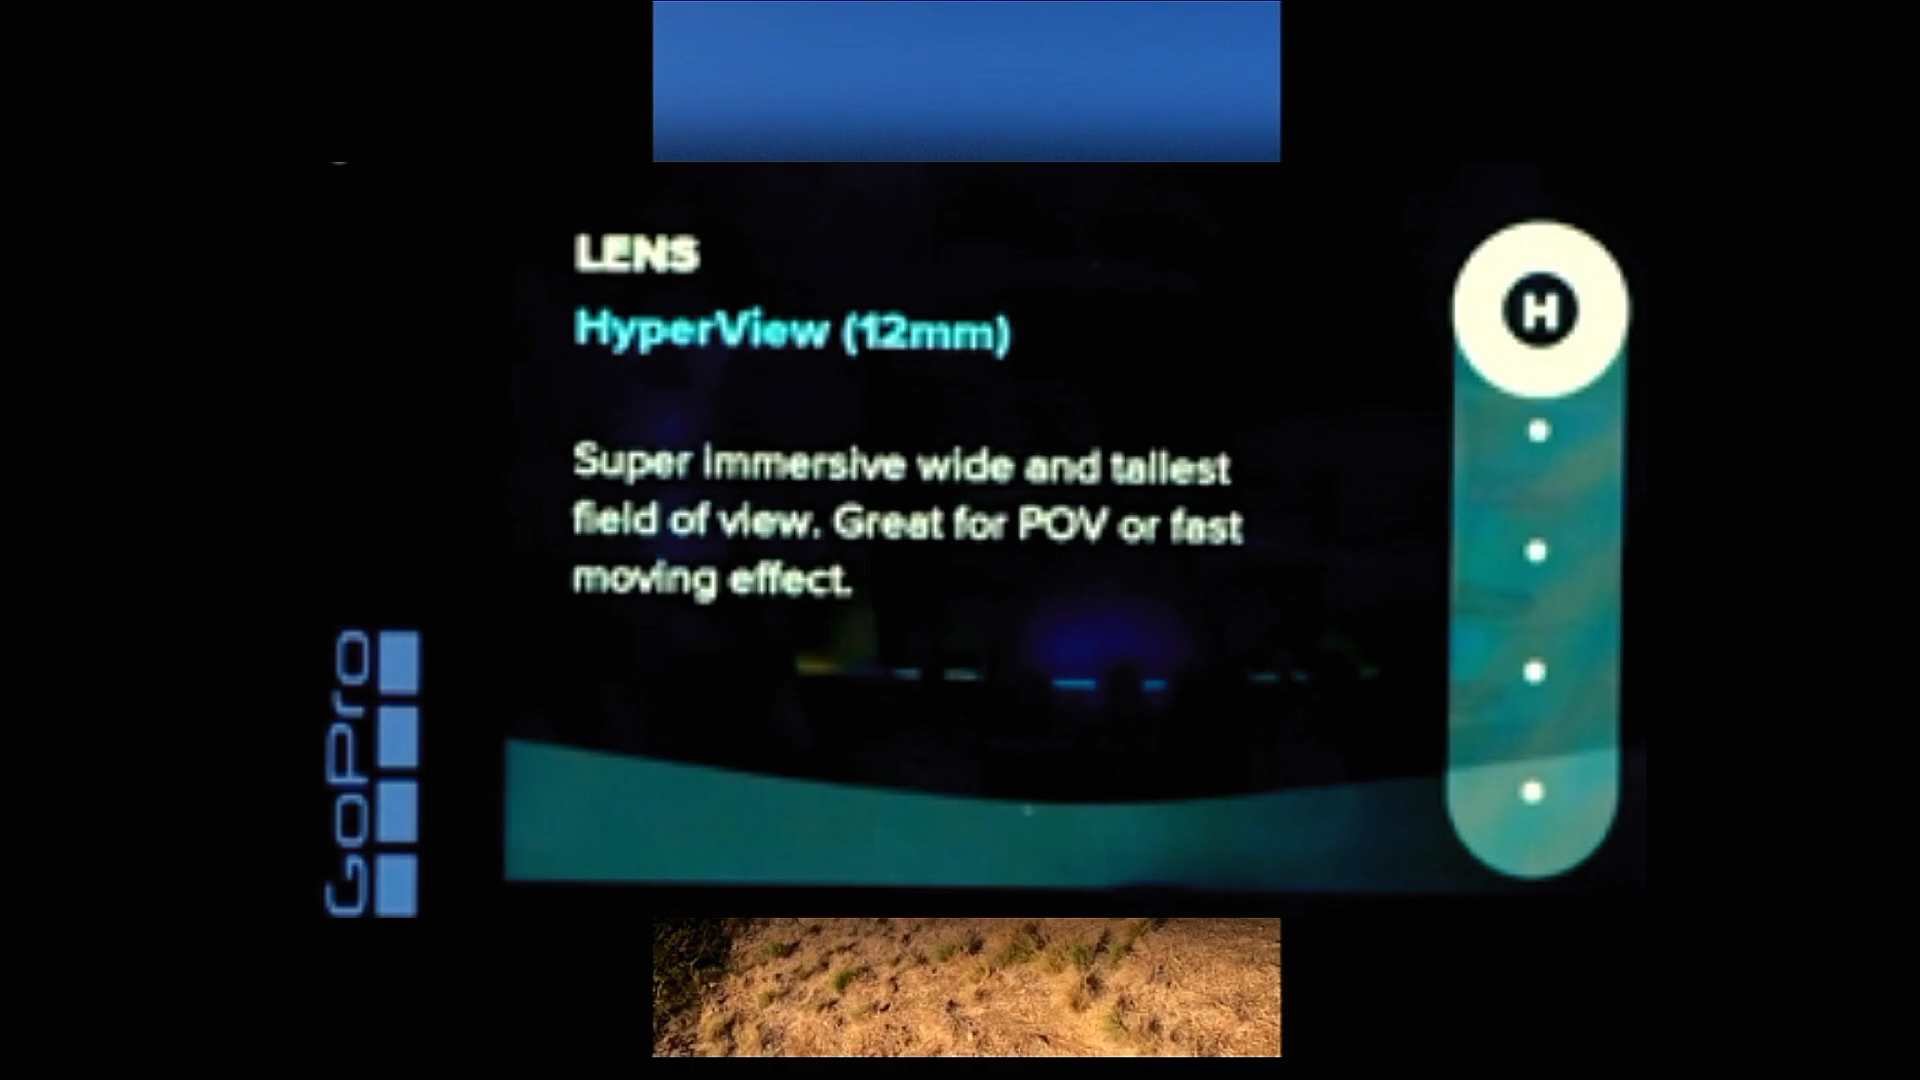 LENS
HyperView (12mm)
Super immersive wide and tallest
field of view. Great for POV or fast
moving effect.
H
GoPro